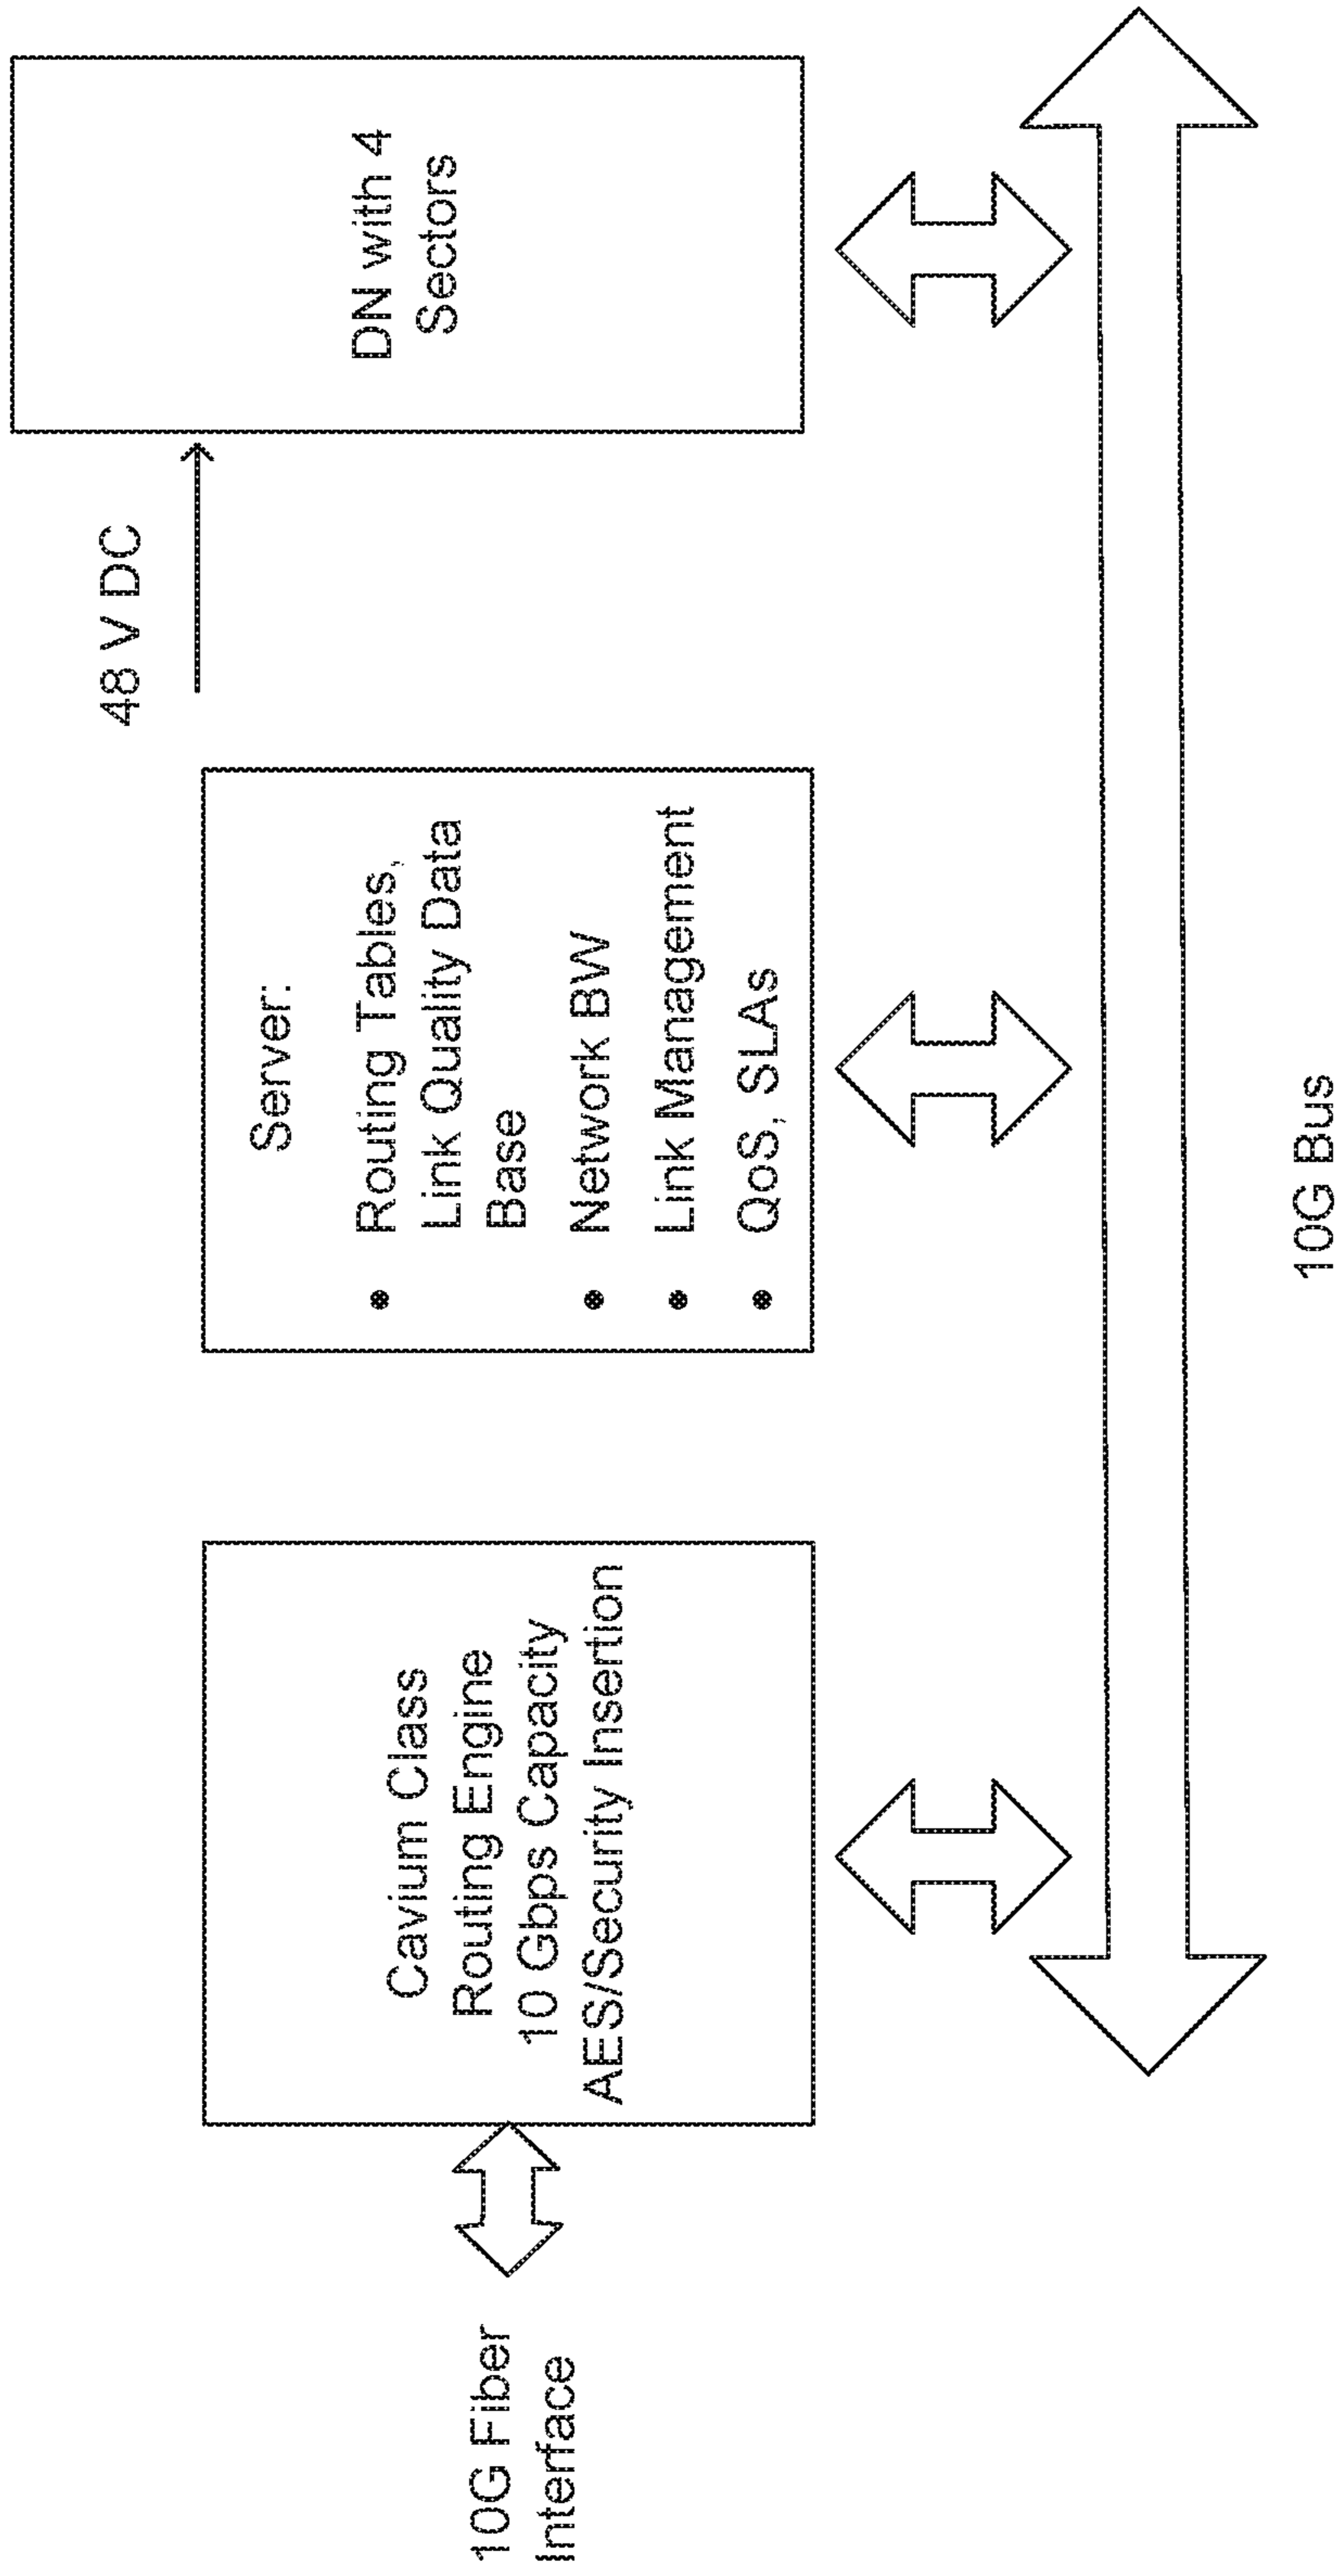 10G Fiber
Interface
Cavium Class
Routing Engine
10 Gbps Capacity
AES/Security Insertion
Server:
• Routing Tables,
Link Quality Data
Base
• Network BW
• Link Management
• QoS, SLAs
48 V DC
DN with 4
Sectors
10G Bus